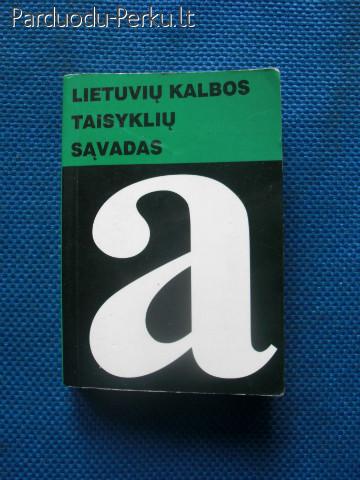 Parduodu-Perku.lt
LIETUVIŲ KALBOS
TAiSYKLIŲ
SĄVADAS
a